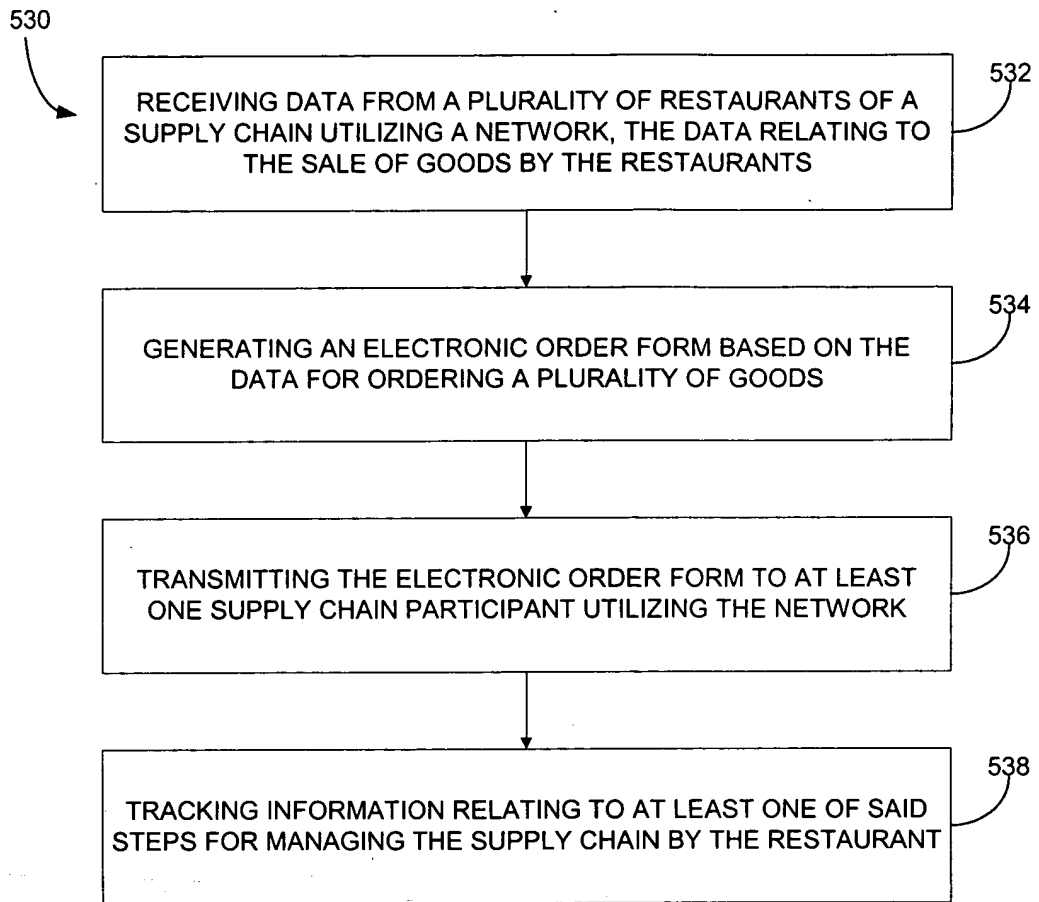 530
532
RECEIVING DATA FROM A PLURALITY OF RESTAURANTS OF A
SUPPLY CHAIN UTILIZING A NETWORK, THE DATA RELATING TO
THE SALE OF GOODS BY THE RESTAURANTS
534
GENERATING AN ELECTRONIC ORDER FORM BASED ON THE
DATA FOR ORDERING A PLURALITY OF GOODS
536
TRANSMITTING THE ELECTRONIC ORDER FORM TO AT LEAST
ONE SUPPLY CHAIN PARTICIPANT UTILIZING THE NETWORK
538
TRACKING INFORMATION RELATING TO AT LEAST ONE OF SAID
STEPS FOR MANAGING THE SUPPLY CHAIN BY THE RESTAURANT